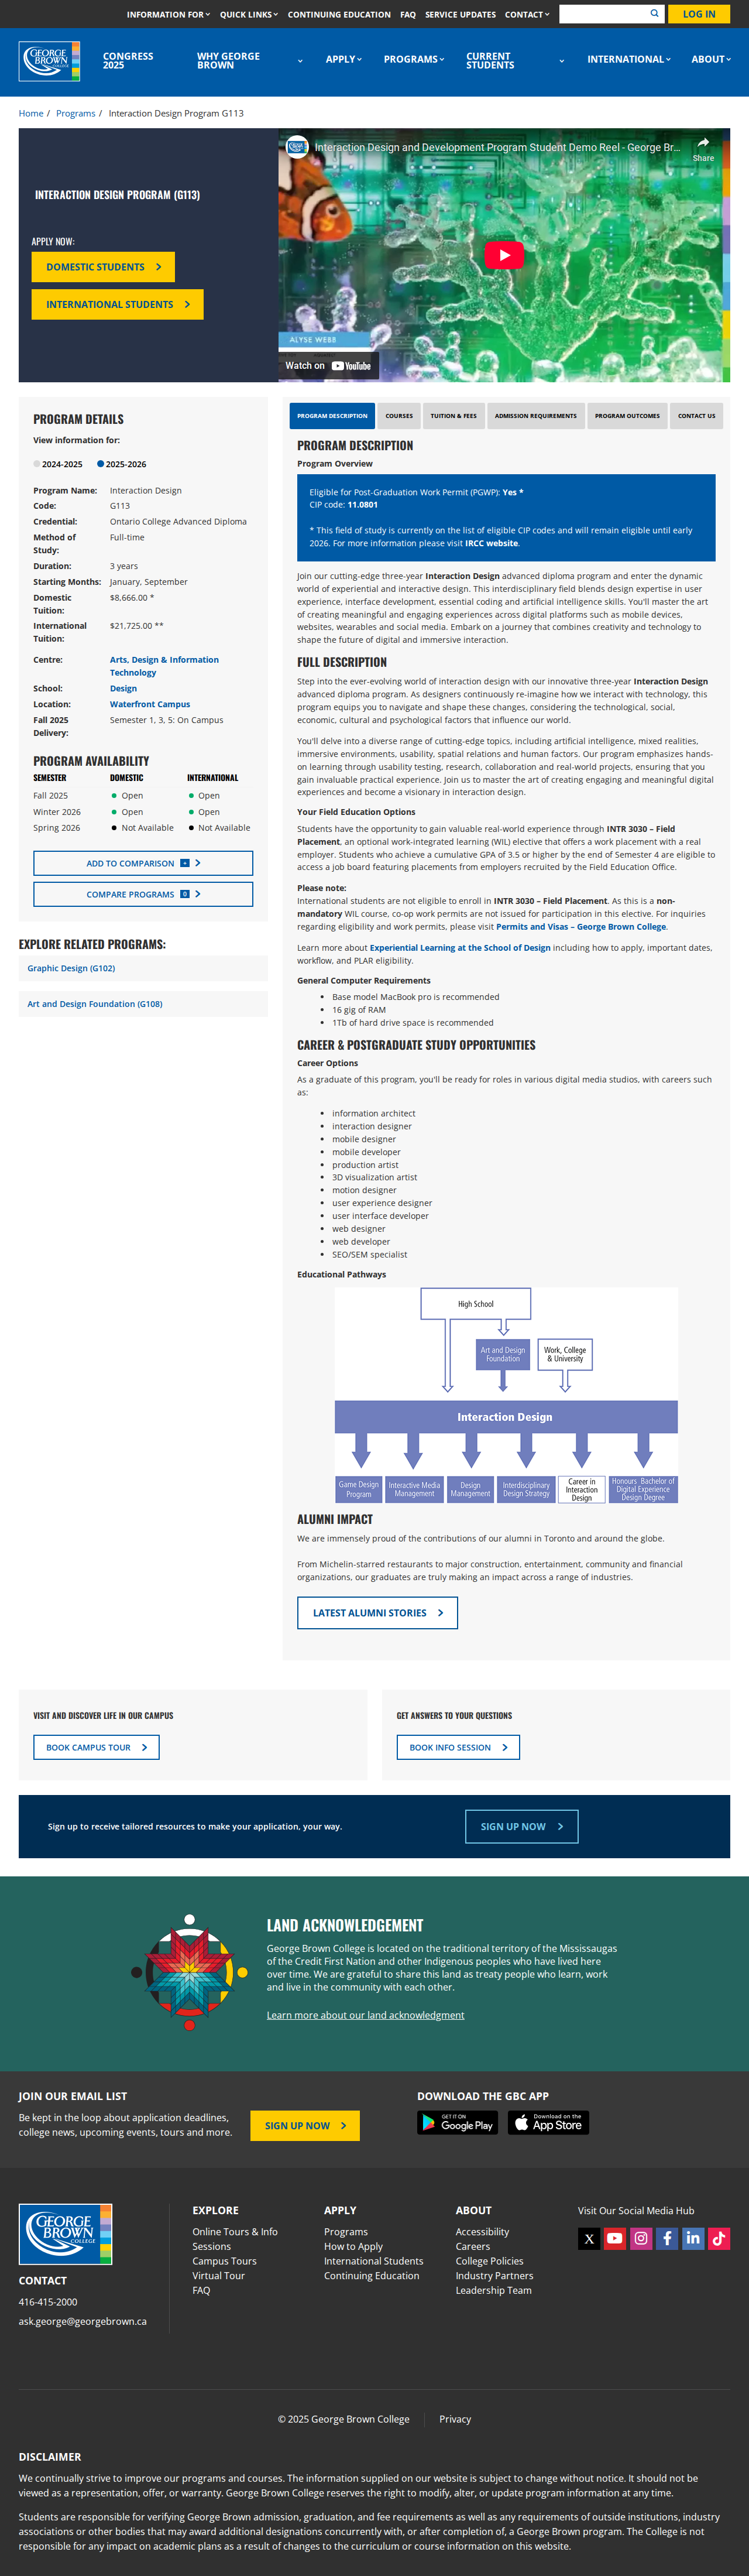 INFORMATION FOR QUICK LINKS CONTINUING EDUCATION FAQ SERVICE UPDATES CONTACT LOG IN
GEORGE BROWN COLLEGE
CONGRESS 2025 WHY GEORGE BROWN APPLY PROGRAMS CURRENT STUDENTS INTERNATIONAL ABOUT
Home / Programs / Interaction Design Program G113
INTERACTION DESIGN PROGRAM (G113)
APPLY NOW:
DOMESTIC STUDENTS
INTERNATIONAL STUDENTS
Interaction Design and Development Program Student Demo Reel - George Br...
Share
ALYSE WEBB
Watch on YouTube
PROGRAM DETAILS
View information for:
2024-2025 2025-2026
Program Name: Interaction Design
Code: G113
Credential: Ontario College Advanced Diploma
Method of Study: Full-time
Duration: 3 years
Starting Months: January, September
Domestic Tuition: $8,666.00 *
International Tuition: $21,725.00 **
Centre: Arts, Design & Information Technology
School: Design
Location: Waterfront Campus
Fall 2025 Delivery: Semester 1, 3, 5: On Campus
PROGRAM AVAILABILITY
SEMESTER DOMESTIC INTERNATIONAL
Fall 2025 Open Open
Winter 2026 Open Open
Spring 2026 Not Available Not Available
ADD TO COMPARISON +
COMPARE PROGRAMS 0
EXPLORE RELATED PROGRAMS:
Graphic Design (G102)
Art and Design Foundation (G108)
PROGRAM DESCRIPTION COURSES TUITION & FEES ADMISSION REQUIREMENTS PROGRAM OUTCOMES CONTACT US
PROGRAM DESCRIPTION
Program Overview
Eligible for Post-Graduation Work Permit (PGWP): Yes *
CIP code: 11.0801
* This field of study is currently on the list of eligible CIP codes and will remain eligible until early
2026. For more information please visit IRCC website.
Join our cutting-edge three-year Interaction Design advanced diploma program and enter the dynamic
world of experiential and interactive design. This interdisciplinary field blends design expertise in user
experience, interface development, essential coding and artificial intelligence skills. You'll master the art
of creating meaningful and engaging experiences across digital platforms such as mobile devices,
websites, wearables and social media. Embark on a journey that combines creativity and technology to
shape the future of digital and immersive interaction.
FULL DESCRIPTION
Step into the ever-evolving world of interaction design with our innovative three-year Interaction Design
advanced diploma program. As designers continuously re-imagine how we interact with technology, this
program equips you to navigate and shape these changes, considering the technological, social,
economic, cultural and psychological factors that influence our world.
You'll delve into a diverse range of cutting-edge topics, including artificial intelligence, mixed realities,
immersive environments, usability, spatial relations and human factors. Our program emphasizes hands-
on learning through usability testing, research, collaboration and real-world projects, ensuring that you
gain invaluable practical experience. Join us to master the art of creating engaging and meaningful digital
experiences and become a visionary in interaction design.
Your Field Education Options
Students have the opportunity to gain valuable real-world experience through INTR 3030 – Field
Placement, an optional work-integrated learning (WIL) elective that offers a work placement with a real
employer. Students who achieve a cumulative GPA of 3.5 or higher by the end of Semester 4 are eligible to
access a job board featuring placements from employers recruited by the Field Education Office.
Please note:
International students are not eligible to enroll in INTR 3030 – Field Placement. As this is a non-
mandatory WIL course, co-op work permits are not issued for participation in this elective. For inquiries
regarding eligibility and work permits, please visit Permits and Visas – George Brown College.
Learn more about Experiential Learning at the School of Design including how to apply, important dates,
workflow, and PLAR eligibility.
General Computer Requirements
• Base model MacBook pro is recommended
• 16 gig of RAM
• 1Tb of hard drive space is recommended
CAREER & POSTGRADUATE STUDY OPPORTUNITIES
Career Options
As a graduate of this program, you'll be ready for roles in various digital media studios, with careers such
as:
• information architect
• interaction designer
• mobile designer
• mobile developer
• production artist
• 3D visualization artist
• motion designer
• user experience designer
• user interface developer
• web designer
• web developer
• SEO/SEM specialist
Educational Pathways
High School
Art and Design Foundation
Work, College & University
Interaction Design
Game Design Program
Interactive Media Management
Design Management
Interdisciplinary Design Strategy
Career in Interaction Design
Honours Bachelor of Digital Experience Design Degree
ALUMNI IMPACT
We are immensely proud of the contributions of our alumni in Toronto and around the globe.
From Michelin-starred restaurants to major construction, entertainment, community and financial
organizations, our graduates are truly making an impact across a range of industries.
LATEST ALUMNI STORIES
VISIT AND DISCOVER LIFE IN OUR CAMPUS
BOOK CAMPUS TOUR
GET ANSWERS TO YOUR QUESTIONS
BOOK INFO SESSION
Sign up to receive tailored resources to make your application, your way.
SIGN UP NOW
LAND ACKNOWLEDGEMENT
George Brown College is located on the traditional territory of the Mississaugas
of the Credit First Nation and other Indigenous peoples who have lived here
over time. We are grateful to share this land as treaty people who learn, work
and live in the community with each other.
Learn more about our land acknowledgment
JOIN OUR EMAIL LIST
Be kept in the loop about application deadlines,
college news, upcoming events, tours and more.
SIGN UP NOW
DOWNLOAD THE GBC APP
GET IT ON Google Play
Download on the App Store
GEORGE BROWN COLLEGE
CONTACT
416-415-2000
ask.george@georgebrown.ca
EXPLORE
Online Tours & Info
Sessions
Campus Tours
Virtual Tour
FAQ
APPLY
Programs
How to Apply
International Students
Continuing Education
ABOUT
Accessibility
Careers
College Policies
Industry Partners
Leadership Team
Visit Our Social Media Hub
© 2025 George Brown College Privacy
DISCLAIMER
We continually strive to improve our programs and courses. The information supplied on our website is subject to change without notice. It should not be
viewed as a representation, offer, or warranty. George Brown College reserves the right to modify, alter, or update program information at any time.
Students are responsible for verifying George Brown admission, graduation, and fee requirements as well as any requirements of outside institutions, industry
associations or other bodies that may award additional designations concurrently with, or after completion of, a George Brown program. The College is not
responsible for any impact on academic plans as a result of changes to the curriculum or course information on this website.